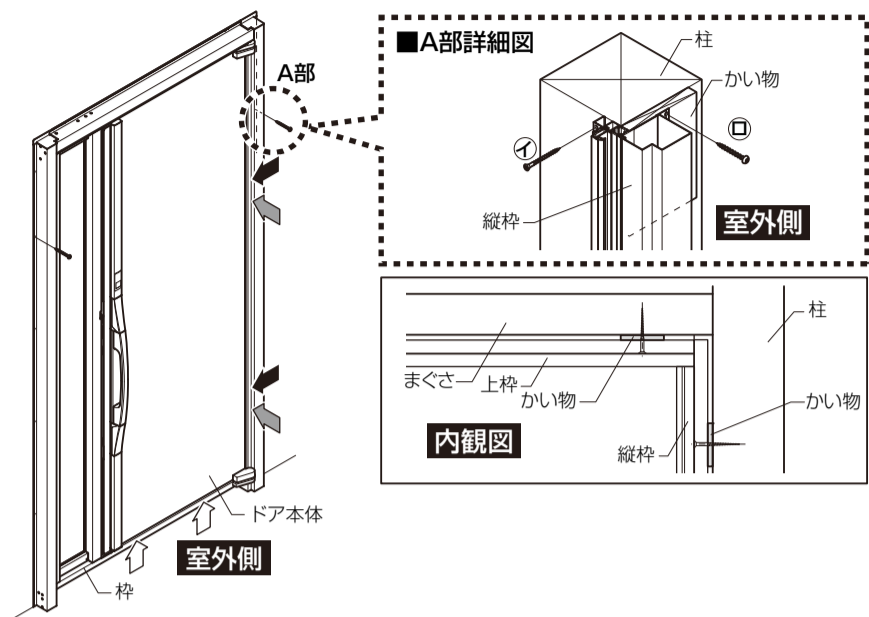 A部
ドア本体
室外側
枠
■A部詳細図
柱
かい物
㋑
㋺
縦枠
室外側
柱
まぐさ
上枠
かい物
かい物
内観図
縦枠